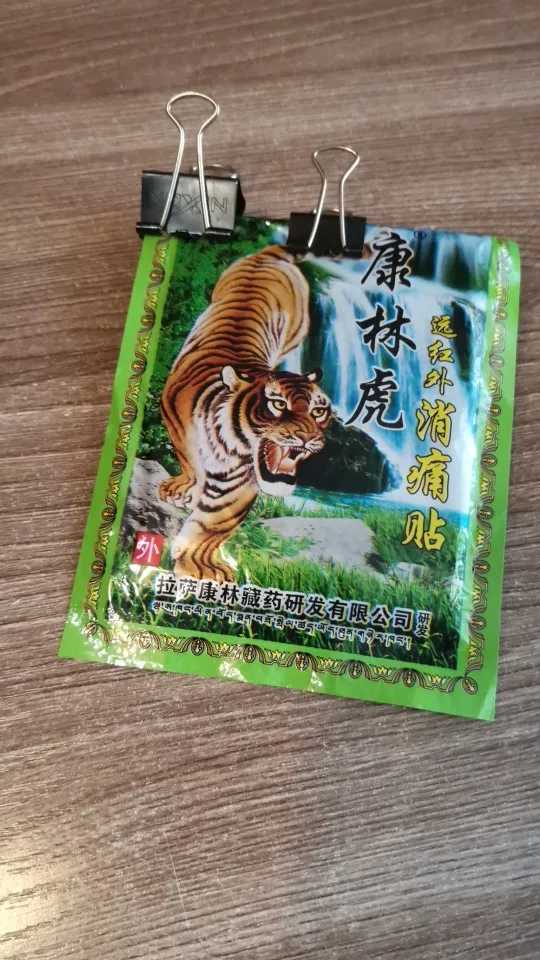 康林虎
远红外消痛贴
外
拉萨康林藏药研发有限公司 研发